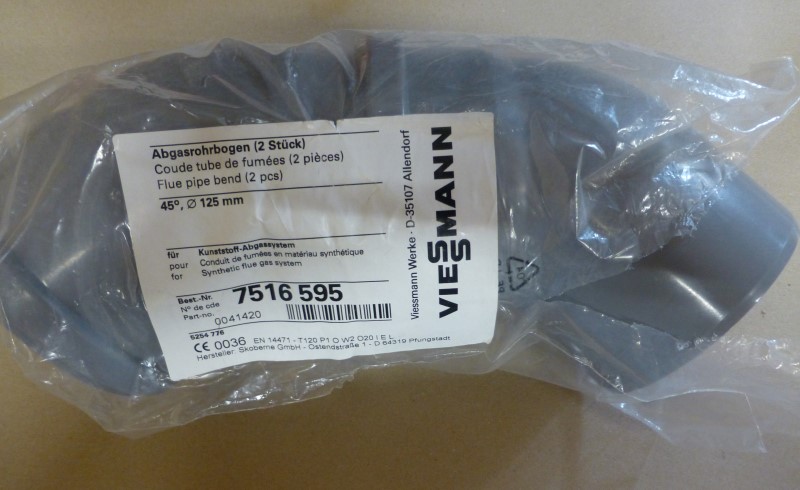 Abgasrohrbogen (2 Stück)
Coude tube de fumées (2 pièces)
Flue pipe bend (2 pcs)
45°, Ø 125 mm
für Kunststoff-Abgassystem
pour Conduit de fumées en matériau synthétique
for Synthetic flue gas system
Best.-Nr.
N° de cde
Part-no.
7516 595
0041420
5254 776
CE 0036 EN 14471 - T120 P1 O W2 O20 I E L
Hersteller: Skoberne GmbH - Ostendstraße 1 - D 64319 Pfungstadt
Viessmann Werke · D-35107 Allendorf
VIESSMANN